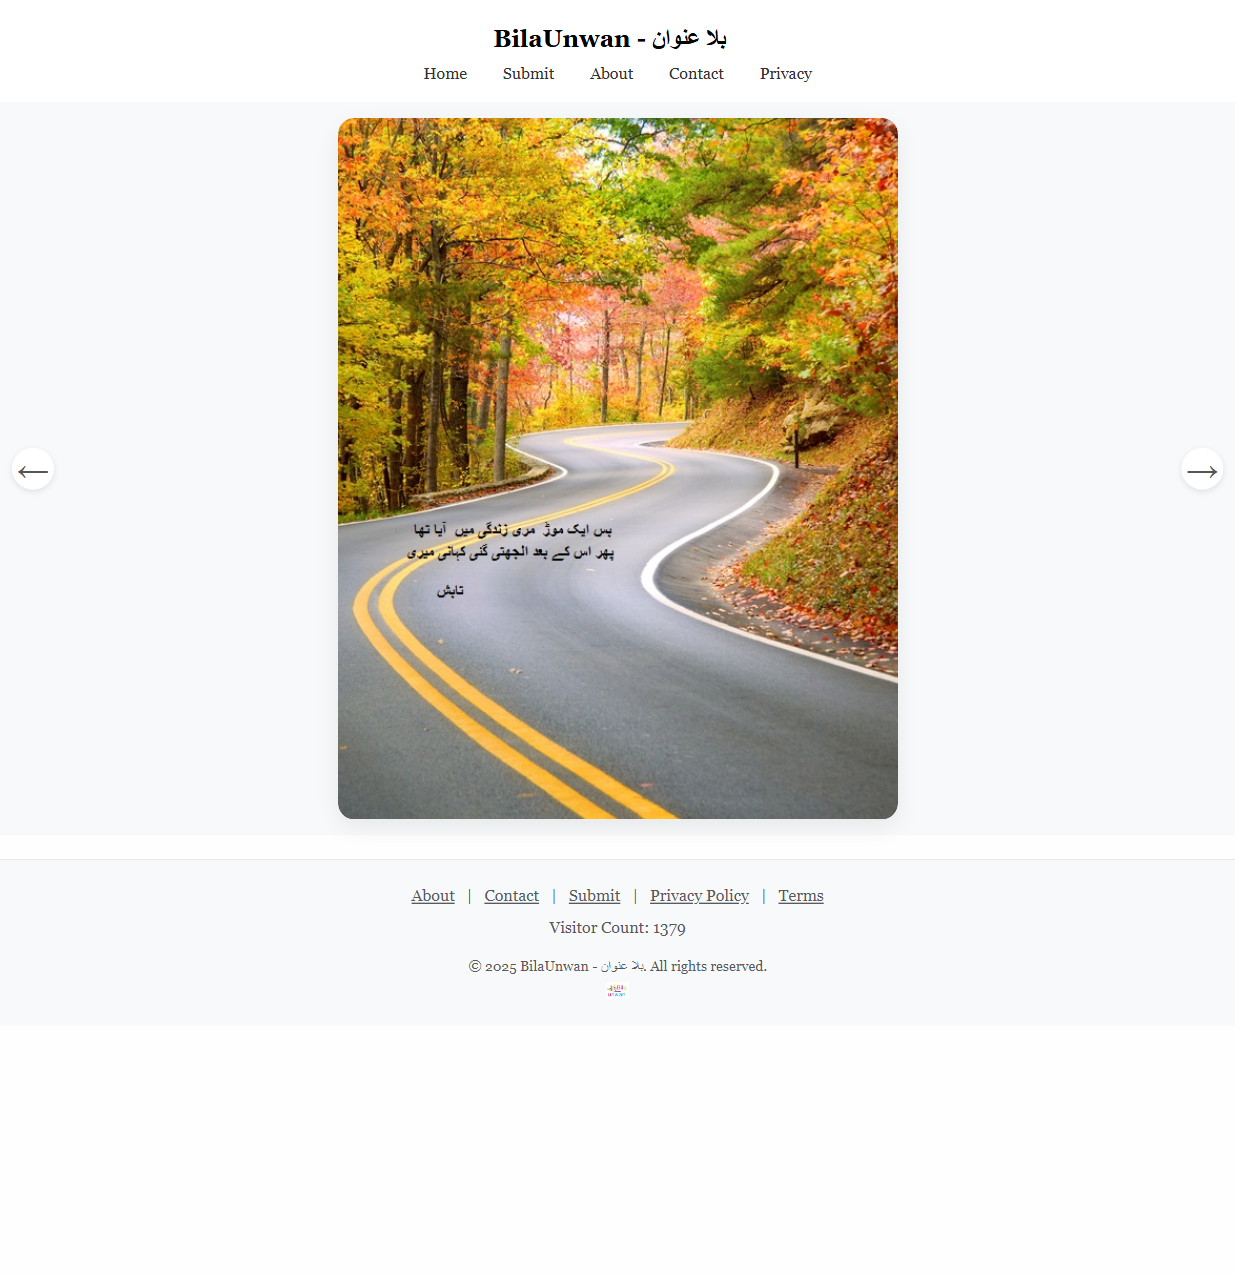 BilaUnwan - بلا عنوان
Home Submit About Contact Privacy
بس ایک موڑ مری زندگی میں آیا تھا
پھر اس کے بعد الجھتی گئی کہانی میری
تابش
About | Contact | Submit | Privacy Policy | Terms
Visitor Count: 1379
© 2025 BilaUnwan - بلا عنوان. All rights reserved.